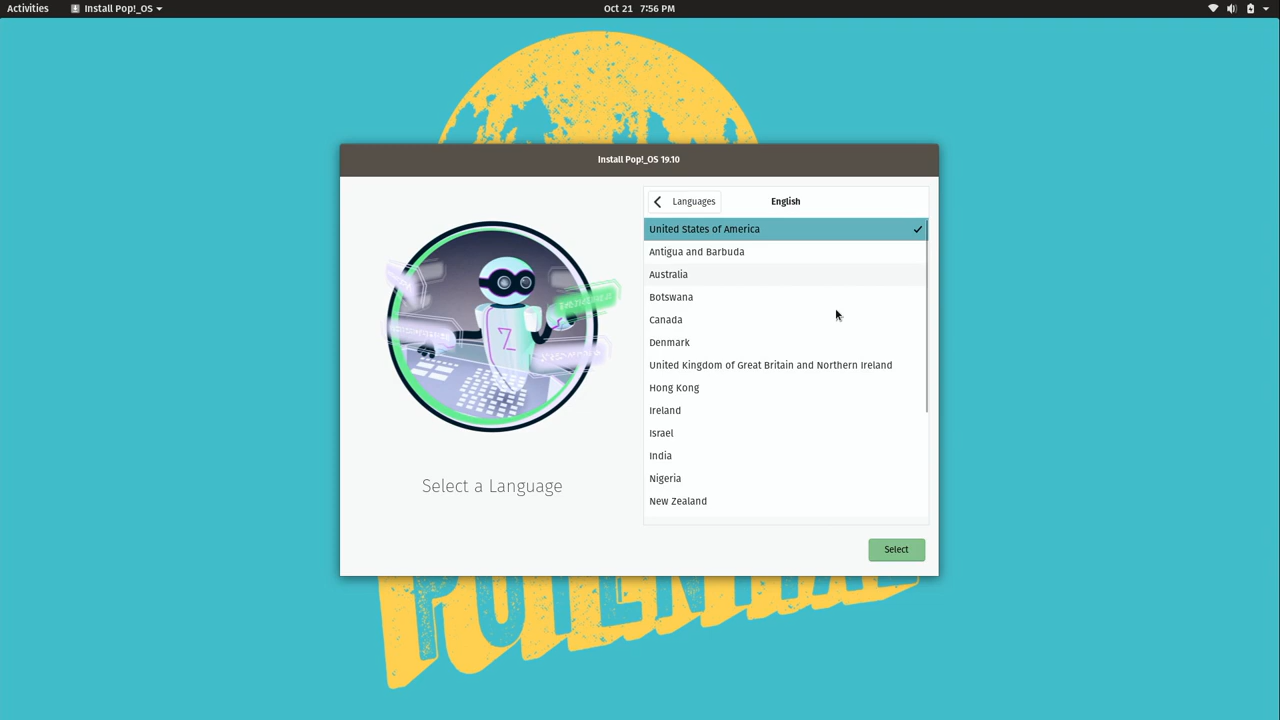 Activities
Install Pop!_OS
Oct 21 7:56 PM
Install Pop!_OS 19.10
Languages
English
United States of America
Antigua and Barbuda
Australia
Botswana
Canada
Denmark
United Kingdom of Great Britain and Northern Ireland
Hong Kong
Ireland
Israel
India
Nigeria
New Zealand
Z
Select a Language
Select